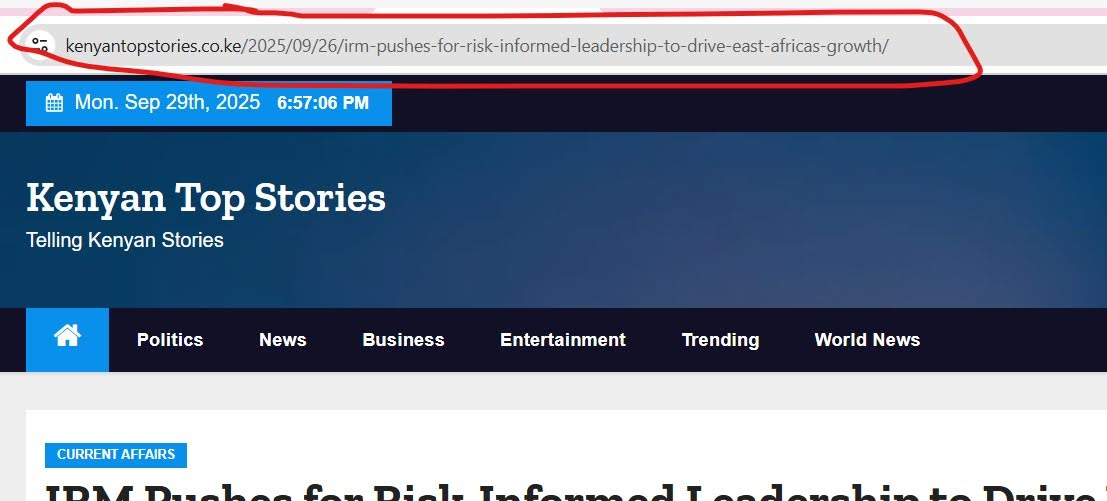 kenyantopstories.co.ke/2025/09/26/irm-pushes-for-risk-informed-leadership-to-drive-east-africas-growth/
Mon. Sep 29th, 2025 6:57:06 PM
Kenyan Top Stories
Telling Kenyan Stories
Politics News Business Entertainment Trending World News
CURRENT AFFAIRS
IRM Pushes for Risk-Informed Leadership to Drive